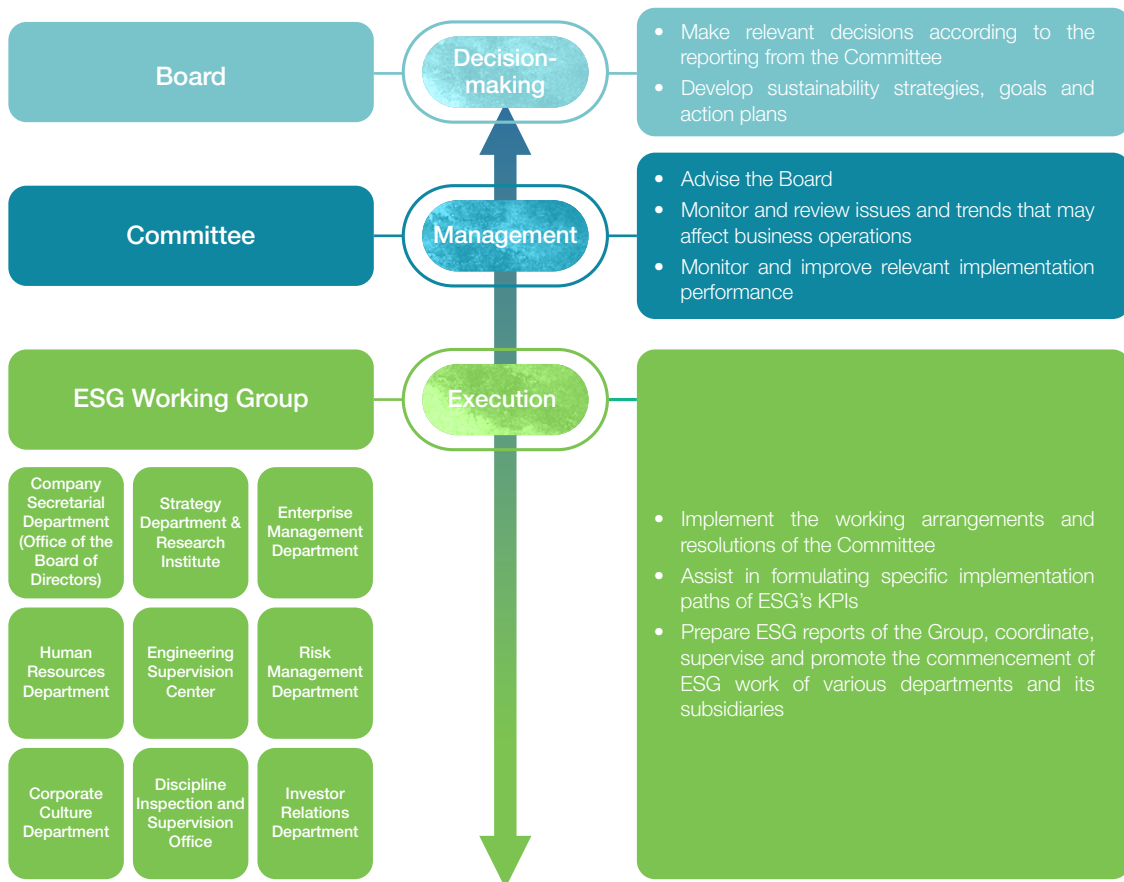 Board
Decision-
making
• Make relevant decisions according to the
reporting from the Committee
• Develop sustainability strategies, goals and
action plans
Committee
Management
• Advise the Board
• Monitor and review issues and trends that may
affect business operations
• Monitor and improve relevant implementation
performance
ESG Working Group
Execution
Company
Secretarial
Department
(Office of the
Board of
Directors)
Strategy
Department &
Research
Institute
Enterprise
Management
Department
Human
Resources
Department
Engineering
Supervision
Center
Risk
Management
Department
Corporate
Culture
Department
Discipline
Inspection and
Supervision
Office
Investor
Relations
Department
• Implement the working arrangements and
resolutions of the Committee
• Assist in formulating specific implementation
paths of ESG’s KPIs
• Prepare ESG reports of the Group, coordinate,
supervise and promote the commencement of
ESG work of various departments and its
subsidiaries